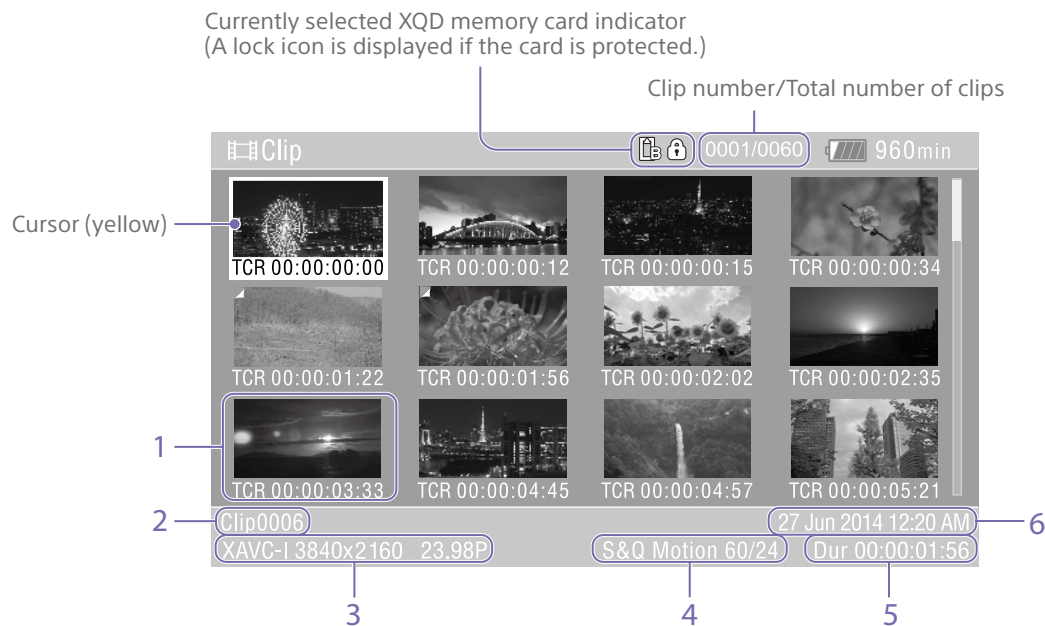 Currently selected XQD memory card indicator
(A lock icon is displayed if the card is protected.)
Clip number/Total number of clips
Clip
B
0001/0060
960min
Cursor (yellow)
TCR 00:00:00:00
TCR 00:00:00:12
TCR 00:00:00:15
TCR 00:00:00:34
TCR 00:00:01:22
TCR 00:00:01:56
TCR 00:00:02:02
TCR 00:00:02:35
1
TCR 00:00:03:33
TCR 00:00:04:45
TCR 00:00:04:57
TCR 00:00:05:21
2
Clip0006
27 Jun 2014 12:20 AM
6
XAVC-I 3840x2160 23.98P
S&Q Motion 60/24
Dur 00:00:01:56
3
4
5